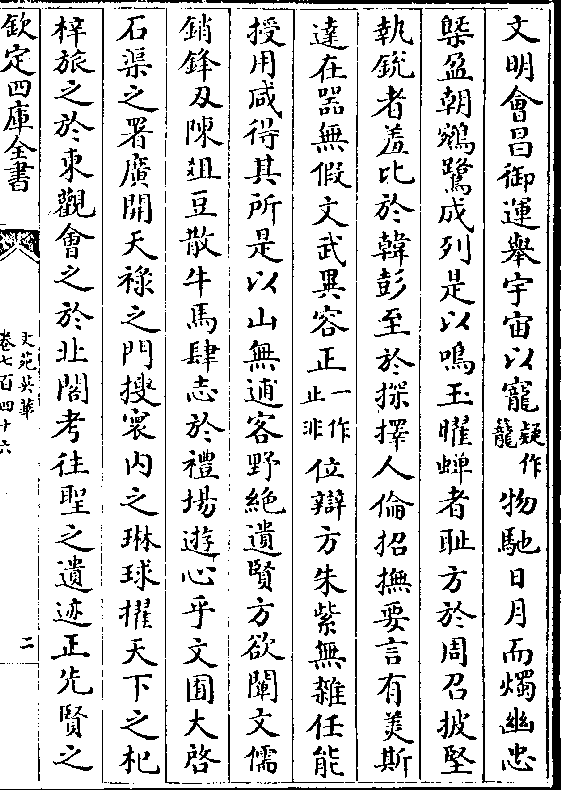 文明會昌御運舉宇宙以寵疑作籠物馳日月而燭幽忠
槩盈朝鵷鷺成列是以鳴玉曜蟬者耻方於周召披堅
執銳者羞比於韓彭至於探擇人倫招撫要言有美斯
達在器無假文武異容正一作止非位辯方朱紫無雜任能
授用咸得其所是以山無逋客野絶遺賢方欲闡文儒
銷鋒刃陳俎豆散牛馬肆志於禮場遊心乎文囿大啓
石渠之署廣開天祿之門搜寰内之琳球擢天下之杞
梓旅之於東觀會之於北閣考往聖之遺迹正先賢之
欽定四庫全書
文苑英華
卷七百四十六
二